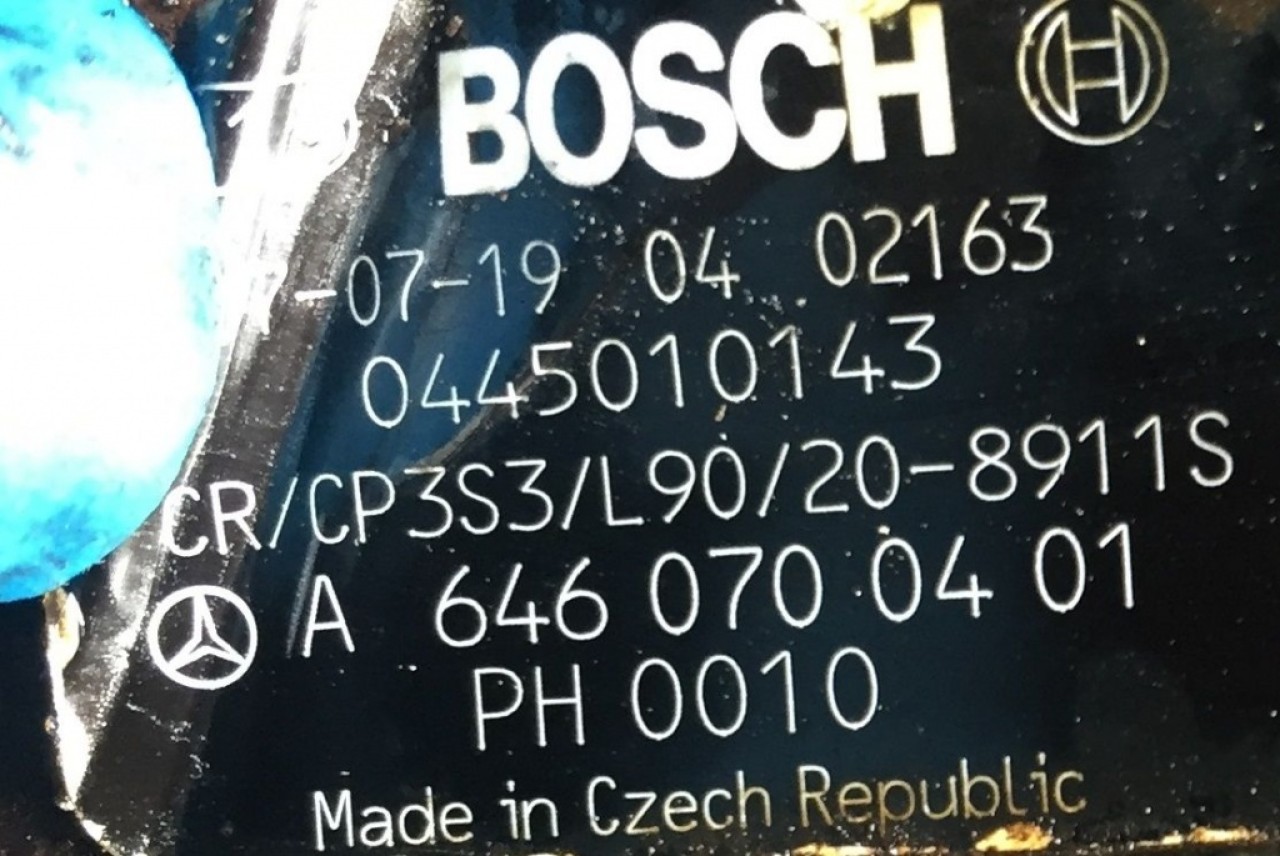 BOSCH
-07-19 04 02163
0445010143
CR/CP3S3/L90/20-8911S
A 646 070 04 01
PH 0010
Made in Czech Republic